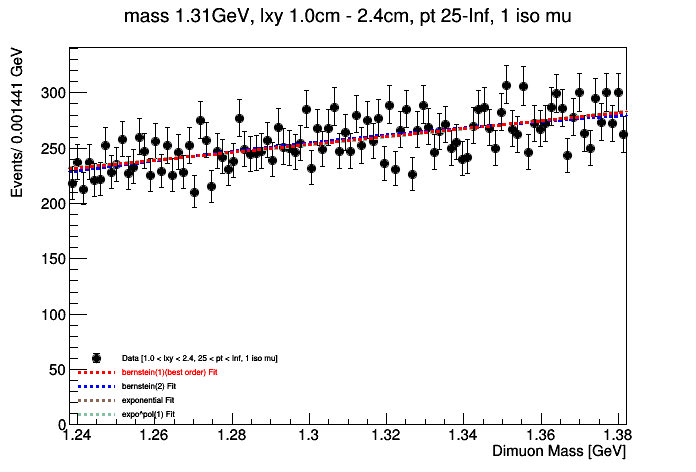 mass 1.31GeV, lxy 1.0cm - 2.4cm, pt 25-Inf, 1 iso mu
Events/ 0.001441 GeV
300
250
200
150
100
50
0
Data [1.0 < lxy < 2.4, 25 < pt < Inf, 1 iso mu]
bernstein(1)(best order) Fit
bernstein(2) Fit
exponential Fit
expo^pol(1) Fit
1.24 1.26 1.28 1.3 1.32 1.34 1.36 1.38
Dimuon Mass [GeV]